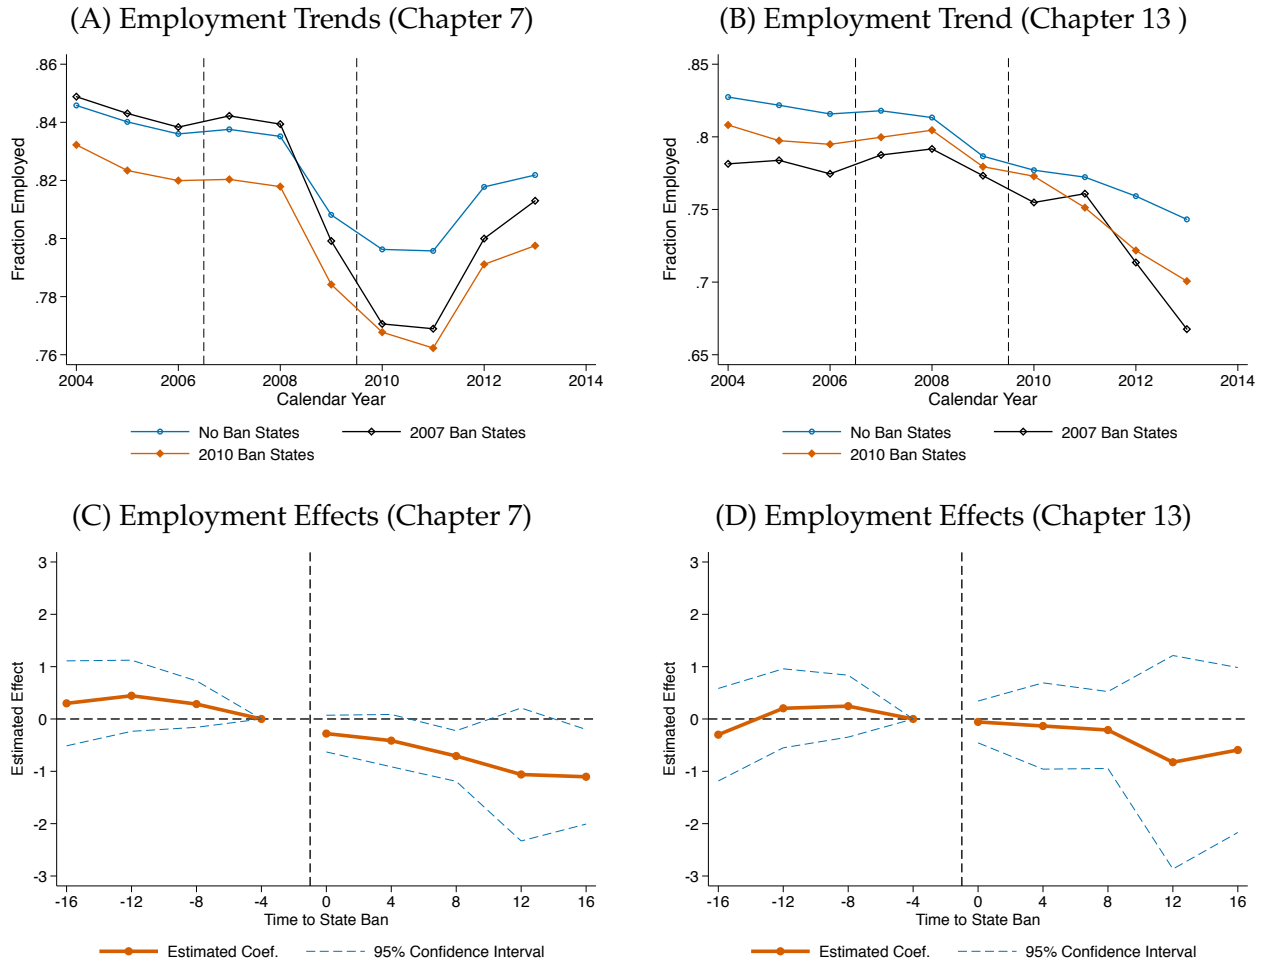 (A) Employment Trends (Chapter 7)
.86
.84
.82
.8
.78
.76
Fraction Employed
2004 2006 2008 2010 2012 2014
Calendar Year
No Ban States 2007 Ban States
2010 Ban States
(B) Employment Trend (Chapter 13 )
.85
.8
.75
.7
.65
Fraction Employed
2004 2006 2008 2010 2012 2014
Calendar Year
No Ban States 2007 Ban States
2010 Ban States
(C) Employment Effects (Chapter 7)
3
2
1
0
-1
-2
-3
Estimated Effect
-16 -12 -8 -4 0 4 8 12 16
Time to State Ban
Estimated Coef. 95% Confidence Interval
(D) Employment Effects (Chapter 13)
3
2
1
0
-1
-2
-3
Estimated Effect
-16 -12 -8 -4 0 4 8 12 16
Time to State Ban
Estimated Coef. 95% Confidence Interval